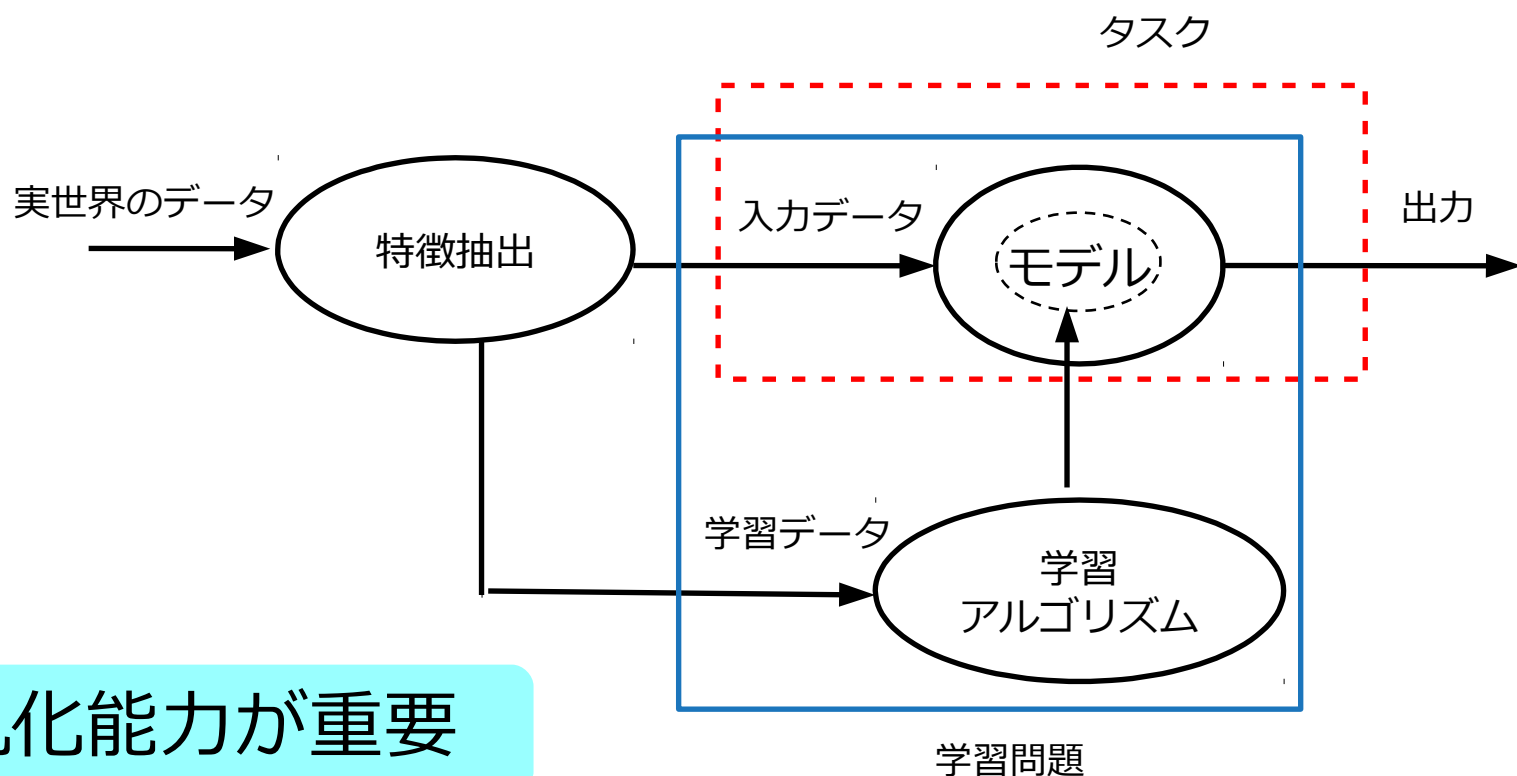 タスク
実世界のデータ
特徴抽出
入力データ
モデル
出力
学習データ
学習
アルゴリズム
化能力が重要
学習問題